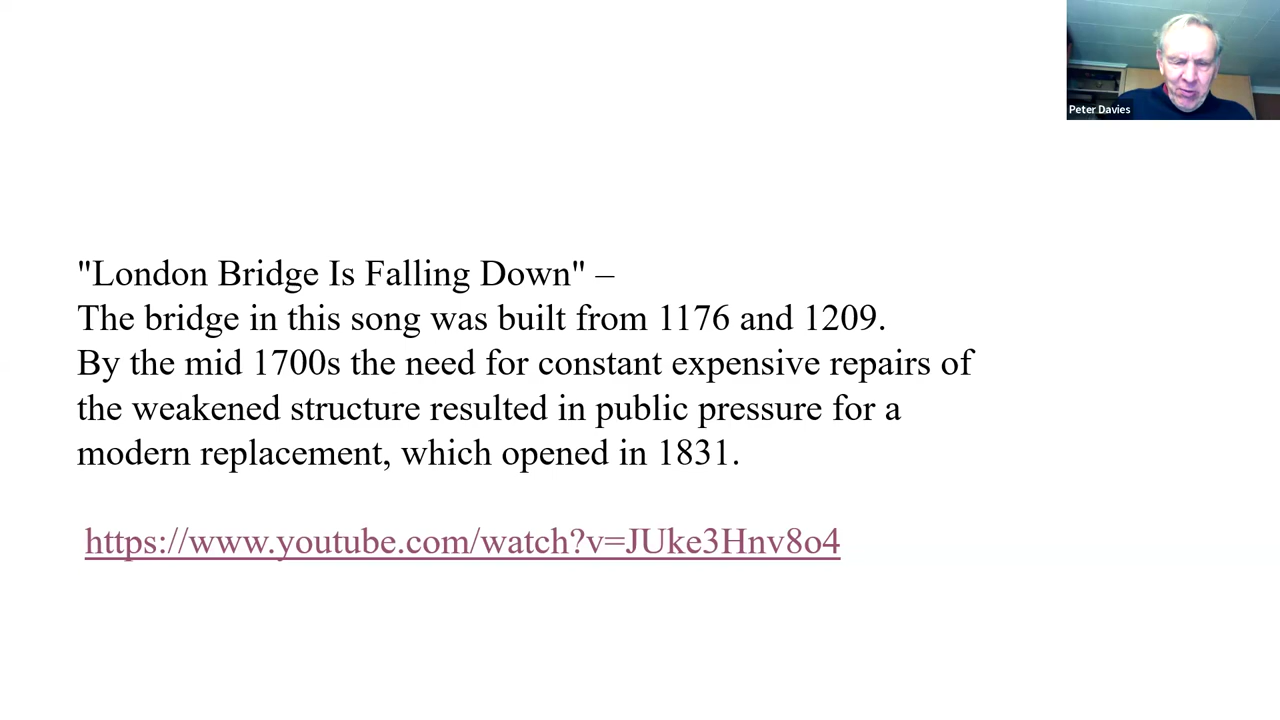 Peter Davies
"London Bridge Is Falling Down" –
The bridge in this song was built from 1176 and 1209.
By the mid 1700s the need for constant expensive repairs of
the weakened structure resulted in public pressure for a
modern replacement, which opened in 1831.
https://www.youtube.com/watch?v=JUke3Hnv8o4